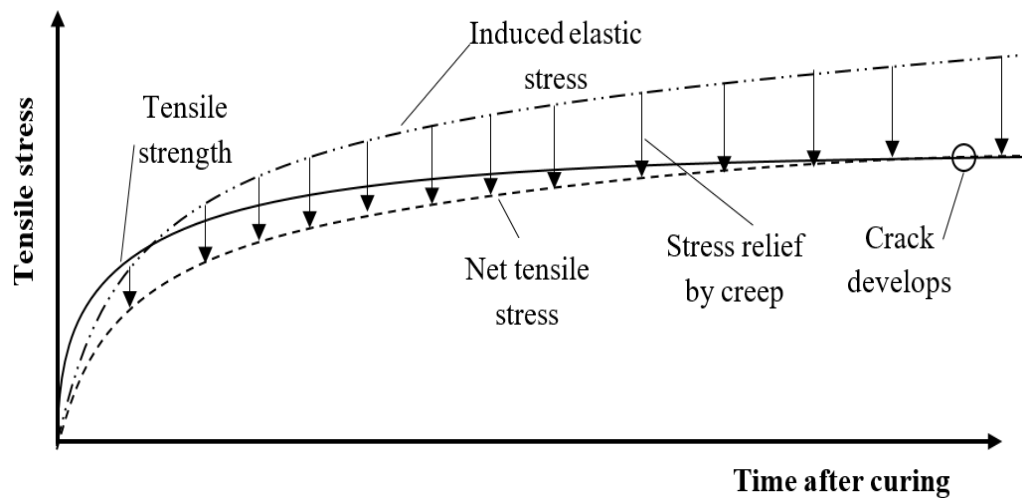 Induced elastic
stress
Tensile
strength
Tensile stress
Net tensile
stress
Stress relief
by creep
Crack
develops
Time after curing